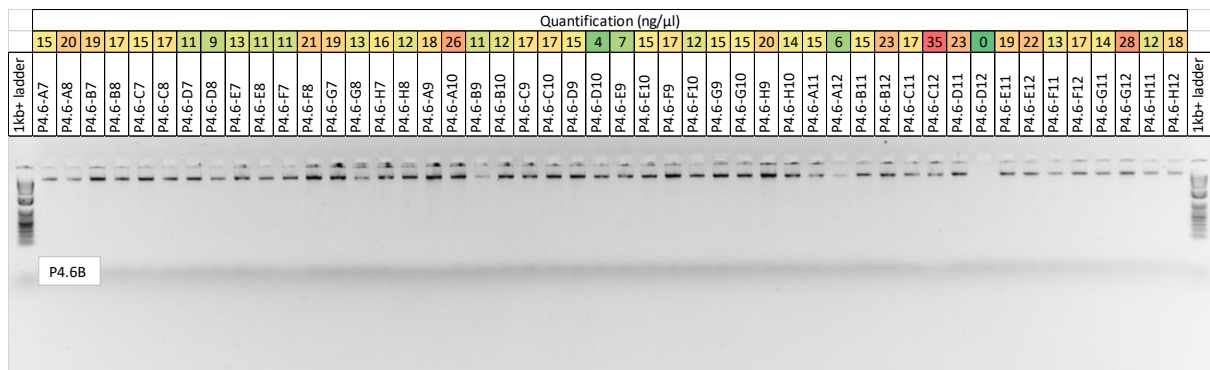 Quantification (ng/µl)
15 20 19 17 15 17 11 9 13 11 11 21 19 13 16 12 18 26 11 12 17 17 15 4 7 15 17 12 15 15 20 14 15 6 15 23 17 35 23 0 19 22 13 17 14 28 12 18
1kb+ ladder
P4.6-A7
P4.6-A8
P4.6-B7
P4.6-B8
P4.6-C7
P4.6-C8
P4.6-D7
P4.6-D8
P4.6-E7
P4.6-E8
P4.6-F7
P4.6-F8
P4.6-G7
P4.6-G8
P4.6-H7
P4.6-H8
P4.6-A9
P4.6-A10
P4.6-B9
P4.6-B10
P4.6-C9
P4.6-C10
P4.6-D9
P4.6-D10
P4.6-E9
P4.6-E10
P4.6-F9
P4.6-F10
P4.6-G9
P4.6-G10
P4.6-H9
P4.6-H10
P4.6-A11
P4.6-A12
P4.6-B11
P4.6-B12
P4.6-C11
P4.6-C12
P4.6-D11
P4.6-D12
P4.6-E11
P4.6-E12
P4.6-F11
P4.6-F12
P4.6-G11
P4.6-G12
P4.6-H11
P4.6-H12
1kb+ ladder
P4.6B